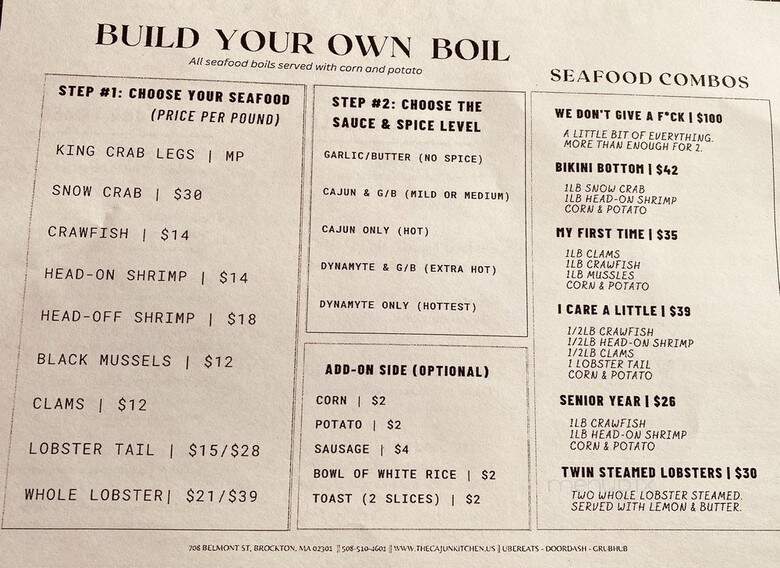 BUILD YOUR OWN BOIL
All seafood boils served with corn and potato
STEP #1: CHOOSE YOUR SEAFOOD
(PRICE PER POUND)
KING CRAB LEGS | MP
SNOW CRAB | $30
CRAWFISH | $14
HEAD-ON SHRIMP | $14
HEAD-OFF SHRIMP | $18
BLACK MUSSELS | $12
CLAMS | $12
LOBSTER TAIL | $15/$28
WHOLE LOBSTER| $21/$39
STEP #2: CHOOSE THE
SAUCE & SPICE LEVEL
GARLIC/BUTTER (NO SPICE)
CAJUN & G/B (MILD OR MEDIUM)
CAJUN ONLY (HOT)
DYNAMYTE & G/B (EXTRA HOT)
DYNAMYTE ONLY (HOTTEST)
ADD-ON SIDE (OPTIONAL)
CORN | $2
POTATO | $2
SAUSAGE | $4
BOWL OF WHITE RICE | $2
TOAST (2 SLICES) | $2
SEAFOOD COMBOS
WE DON'T GIVE A F*CK | $100
A LITTLE BIT OF EVERYTHING.
MORE THAN ENOUGH FOR 2.
BIKINI BOTTOM | $42
1LB SNOW CRAB
1LB HEAD-ON SHRIMP
CORN & POTATO
MY FIRST TIME | $35
1LB CLAMS
1LB CRAWFISH
1LB MUSSLES
CORN & POTATO
I CARE A LITTLE | $39
1/2LB CRAWFISH
1/2LB HEAD-ON SHRIMP
1/2LB CLAMS
1 LOBSTER TAIL
CORN & POTATO
SENIOR YEAR | $26
1LB CRAWFISH
1LB HEAD-ON SHRIMP
CORN & POTATO
TWIN STEAMED LOBSTERS | $30
TWO WHOLE LOBSTER STEAMED.
SERVED WITH LEMON & BUTTER.
706 BELMONT ST, BROCKTON, MA 02301 || 508-510-4601 || WWW.THECAJUNKITCHEN.US || UBEREATS - DOORDASH - GRUBHUB